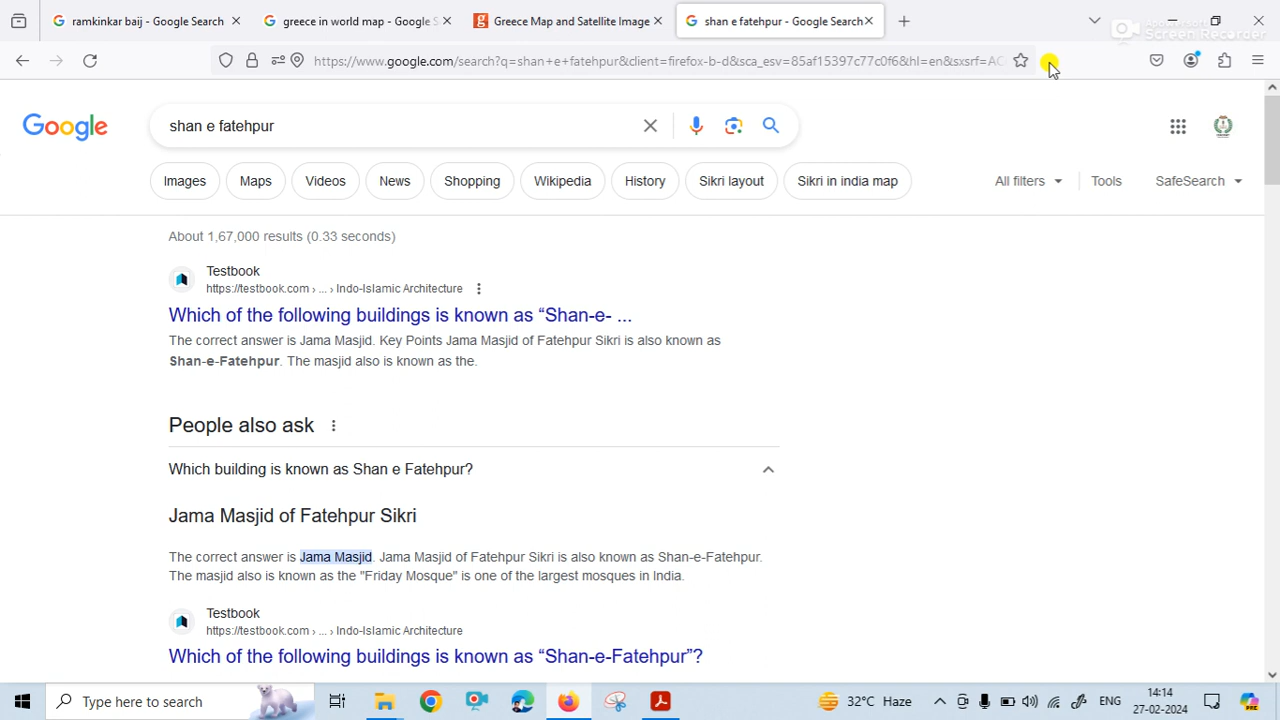 ramkinkar baij - Google Search
greece in world map - Google S
Greece Map and Satellite Image
shan e fatehpur - Google Search
Apowersoft
Screen Recorder
https://www.google.com/search?q=shan+e+fatehpur&client=firefox-b-d&sca_esv=85af15397c77c0f6&hl=en&sxsrf=AC
Google
shan e fatehpur
Images
Maps
Videos
News
Shopping
Wikipedia
History
Sikri layout
Sikri in india map
All filters
Tools
SafeSearch
About 1,67,000 results (0.33 seconds)
Testbook
https://testbook.com › ... › Indo-Islamic Architecture
Which of the following buildings is known as “Shan-e- ...
The correct answer is Jama Masjid. Key Points Jama Masjid of Fatehpur Sikri is also known as
Shan-e-Fatehpur. The masjid also is known as the.
People also ask
Which building is known as Shan e Fatehpur?
Jama Masjid of Fatehpur Sikri
The correct answer is Jama Masjid. Jama Masjid of Fatehpur Sikri is also known as Shan-e-Fatehpur.
The masjid also is known as the "Friday Mosque" is one of the largest mosques in India.
Testbook
https://testbook.com › ... › Indo-Islamic Architecture
Which of the following buildings is known as “Shan-e-Fatehpur”?
Type here to search
33°C Haze
ENG
14:14
27-02-2024